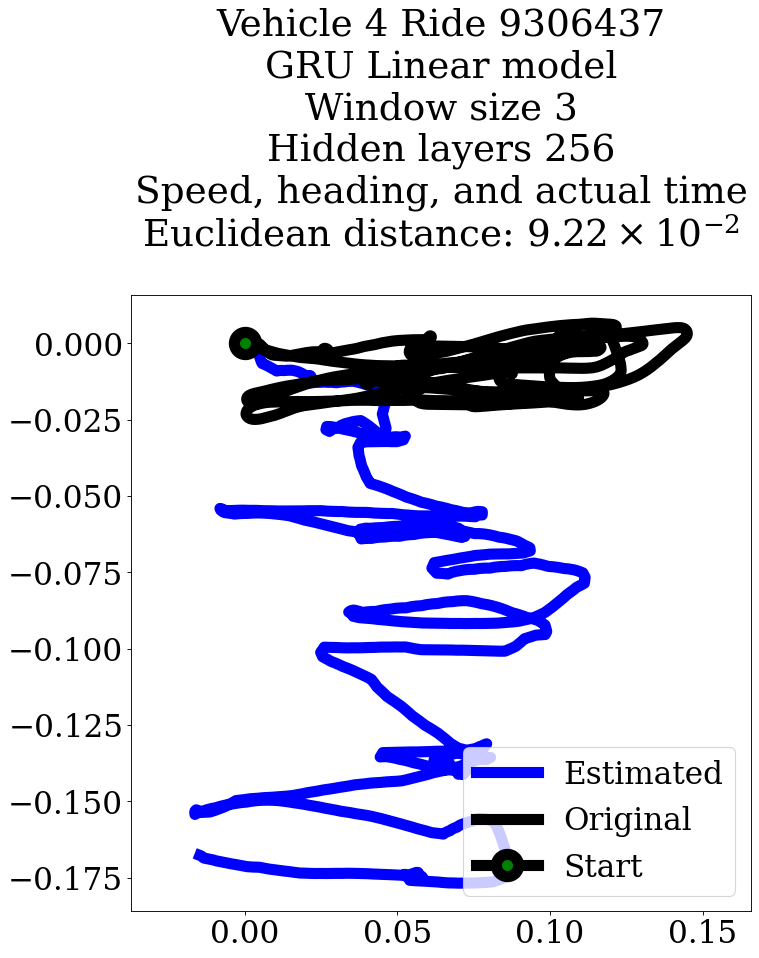 Vehicle 4 Ride 9306437
GRU Linear model
Window size 3
Hidden layers 256
Speed, heading, and actual time
Euclidean distance: 9.22 × 10⁻²
0.000
−0.025
−0.050
−0.075
−0.100
−0.125
−0.150
−0.175
Estimated
Original
Start
0.00 0.05 0.10 0.15